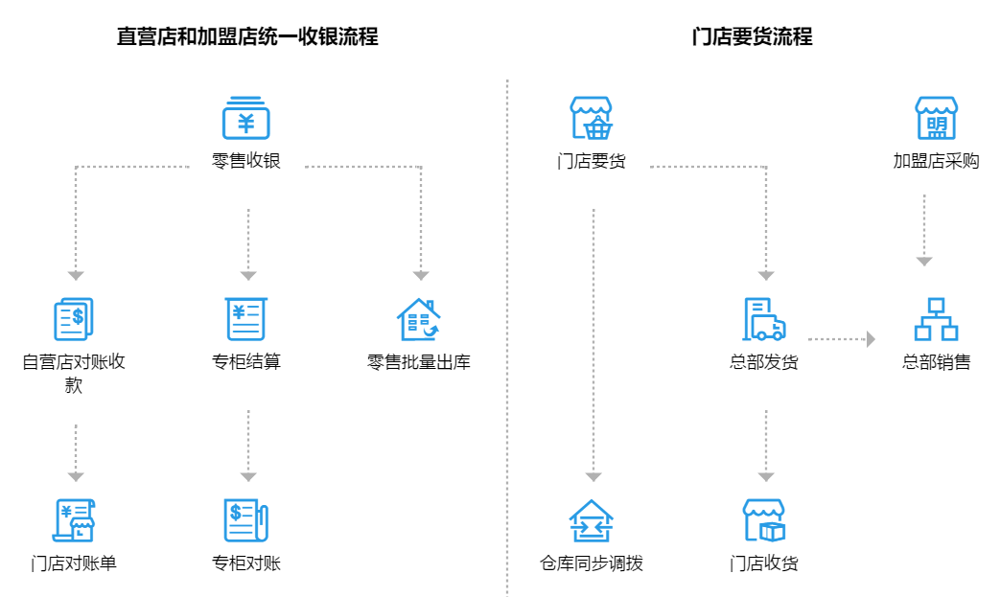 直营店和加盟店统一收银流程
零售收银
自营店对账收
款
专柜结算
零售批量出库
门店对账单
专柜对账
门店要货流程
门店要货
盟
加盟店采购
总部发货
总部销售
仓库同步调拨
门店收货